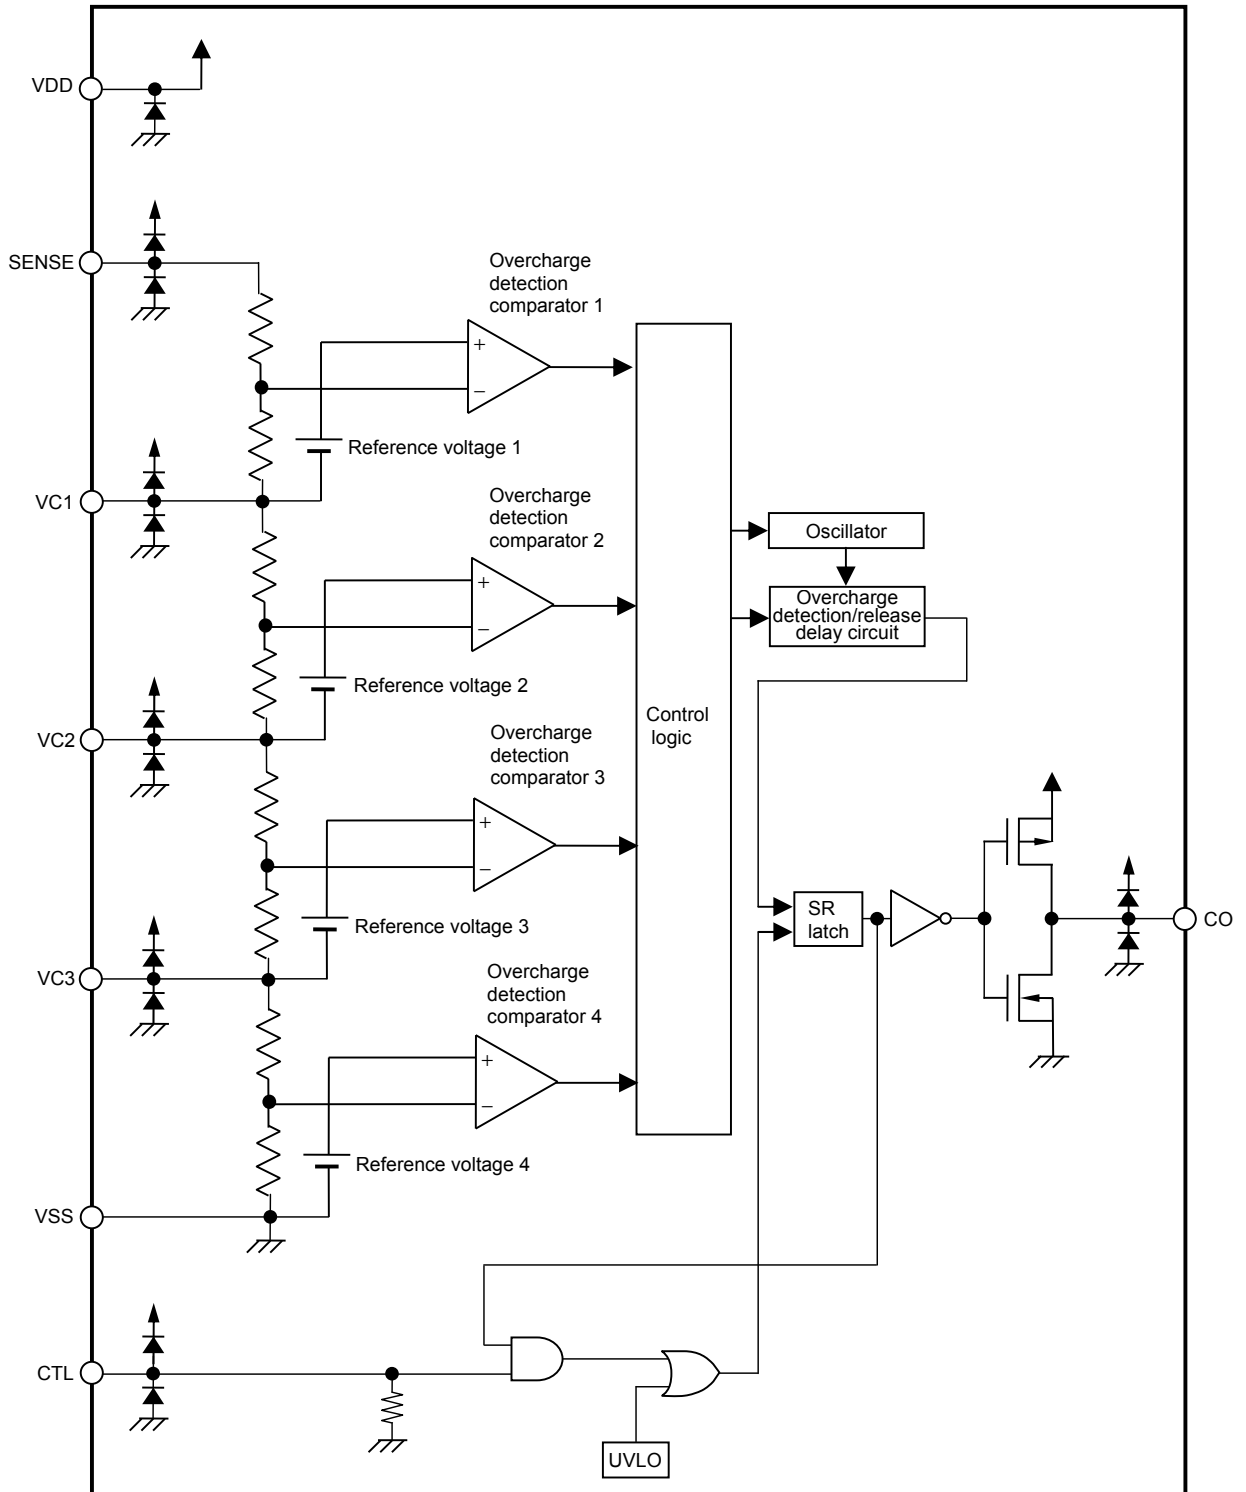 VDD
SENSE
Overcharge
detection
comparator 1
+
−
Reference voltage 1
VC1
Overcharge
detection
comparator 2
+
−
Oscillator
Overcharge
detection/release
delay circuit
Reference voltage 2
Control
logic
VC2
Overcharge
detection
comparator 3
+
−
SR
latch
CO
Reference voltage 3
VC3
Overcharge
detection
comparator 4
+
−
Reference voltage 4
VSS
CTL
UVLO